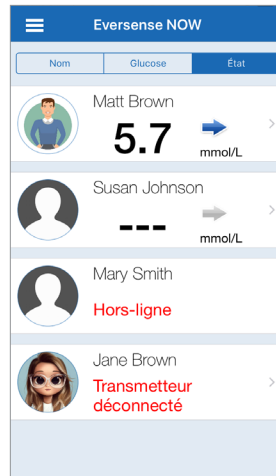 Eversense NOW
Nom
Glucose
État
Matt Brown
5.7
mmol/L
Susan Johnson
---
mmol/L
Mary Smith
Hors-ligne
Jane Brown
Transmetteur
déconnecté